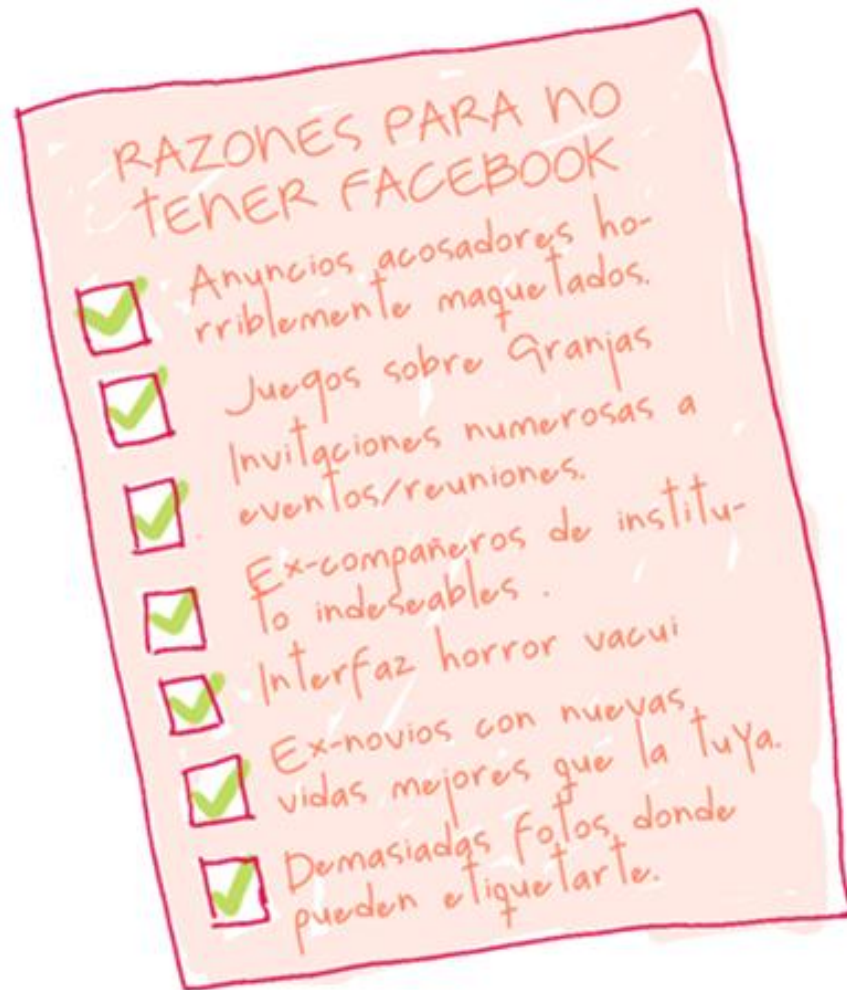 RAZONES PARA NO
TENER FACEBOOK
Anuncios acosadores ho-
rriblemente maquetados.
Juegos sobre Granjas
Invitaciones numerosas a
eventos/reuniones.
Ex-compañeros de institu-
to indeseables.
Interfaz horror vacui
Ex-novios con nuevas
vidas mejores que la tuya.
Demasiadas fotos donde
pueden etiquetarte.